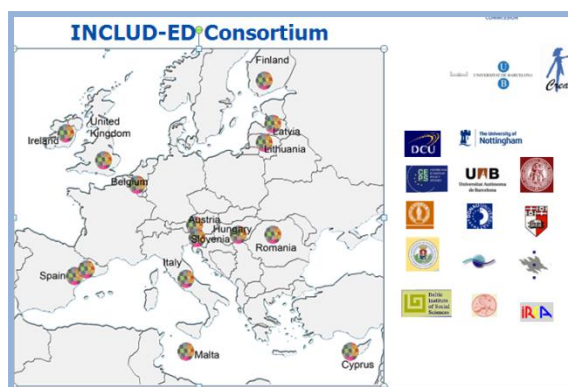 INCLUD-ED Consortium
Finland
United
Kingdom
Ireland
Latvia
Lithuania
Belgium
Austria
Hungary
Slovenia
Romania
Spain
Italy
Malta
Cyprus
UNIVERSITAT DE BARCELONA
U
B
Crea
DCU
The University of
Nottingham
UAB
Universitat Autònoma
de Barcelona
Baltic
Institute
of Social
Sciences